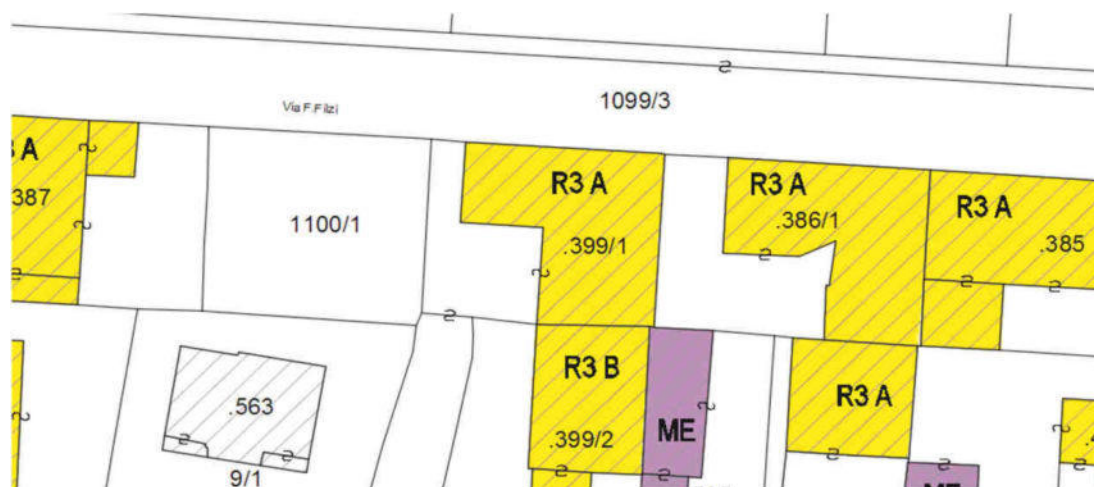 1099/3
Via F.Filzi
A
387
R3 A
R3 A
R3 A
1100/1
.399/1
.386/1
.385
R3 B
R3 A
.563
.399/2
ME
9/1
ME